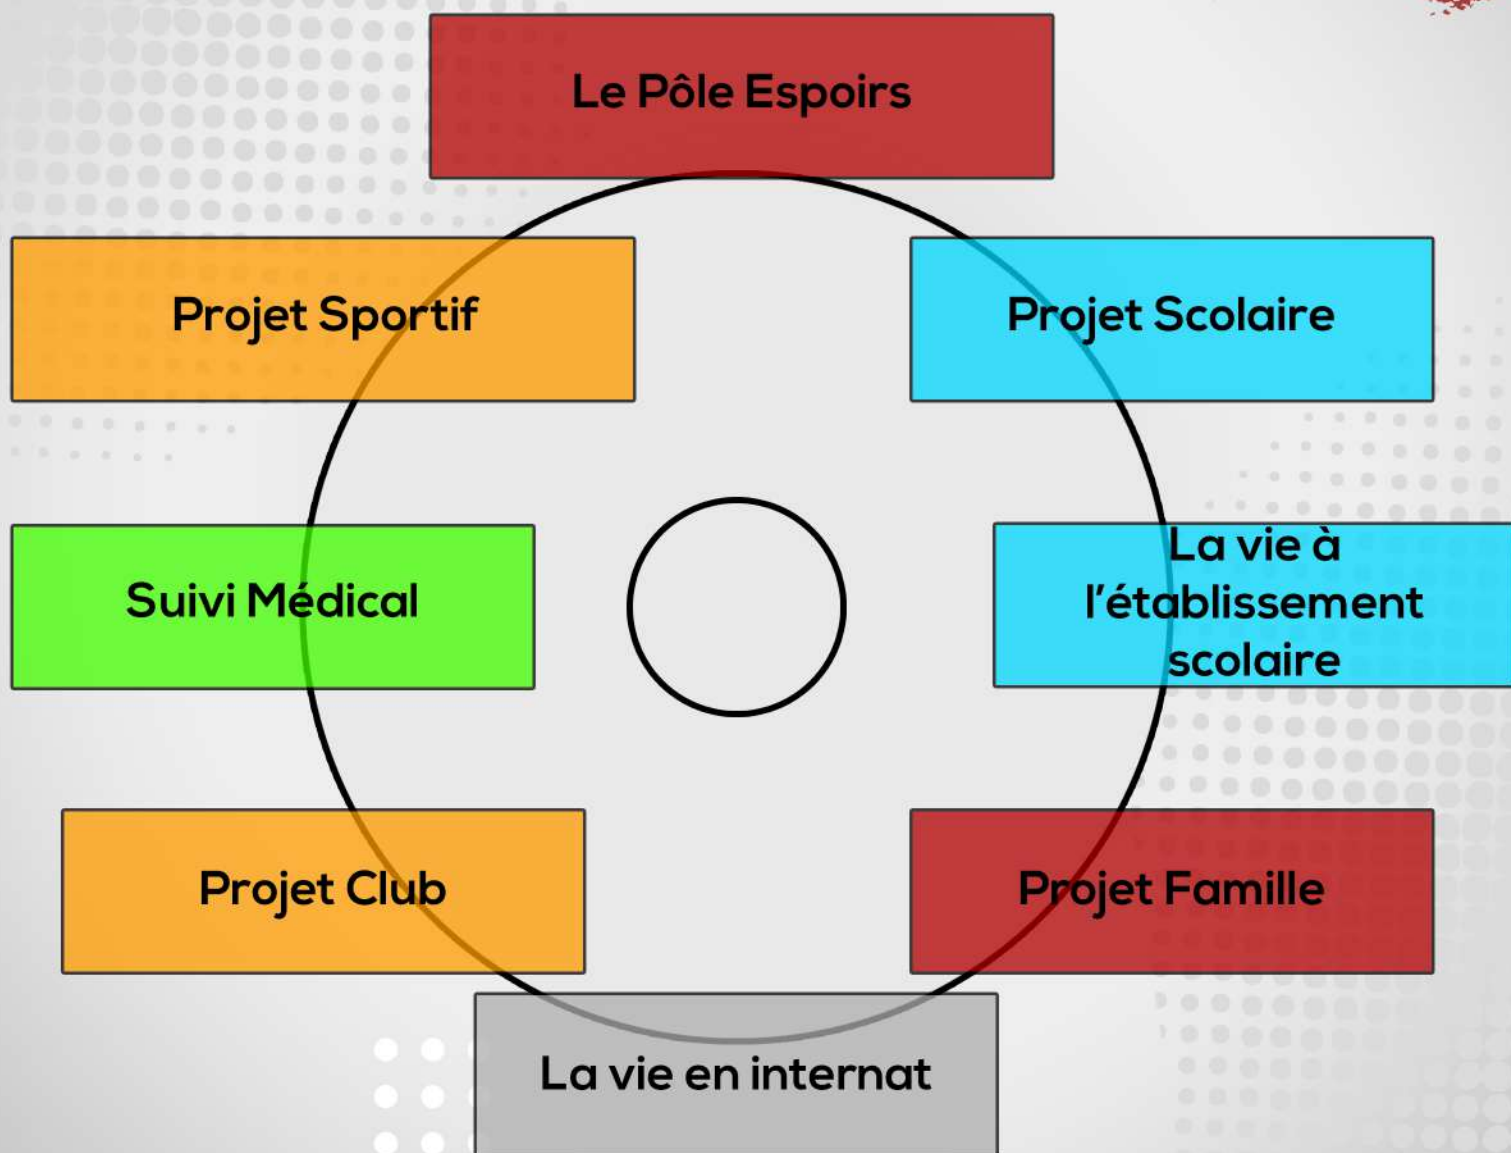 Le Pôle Espoirs
Projet Sportif
Projet Scolaire
Suivi Médical
La vie à
l'établissement
scolaire
Projet Club
Projet Famille
La vie en internat